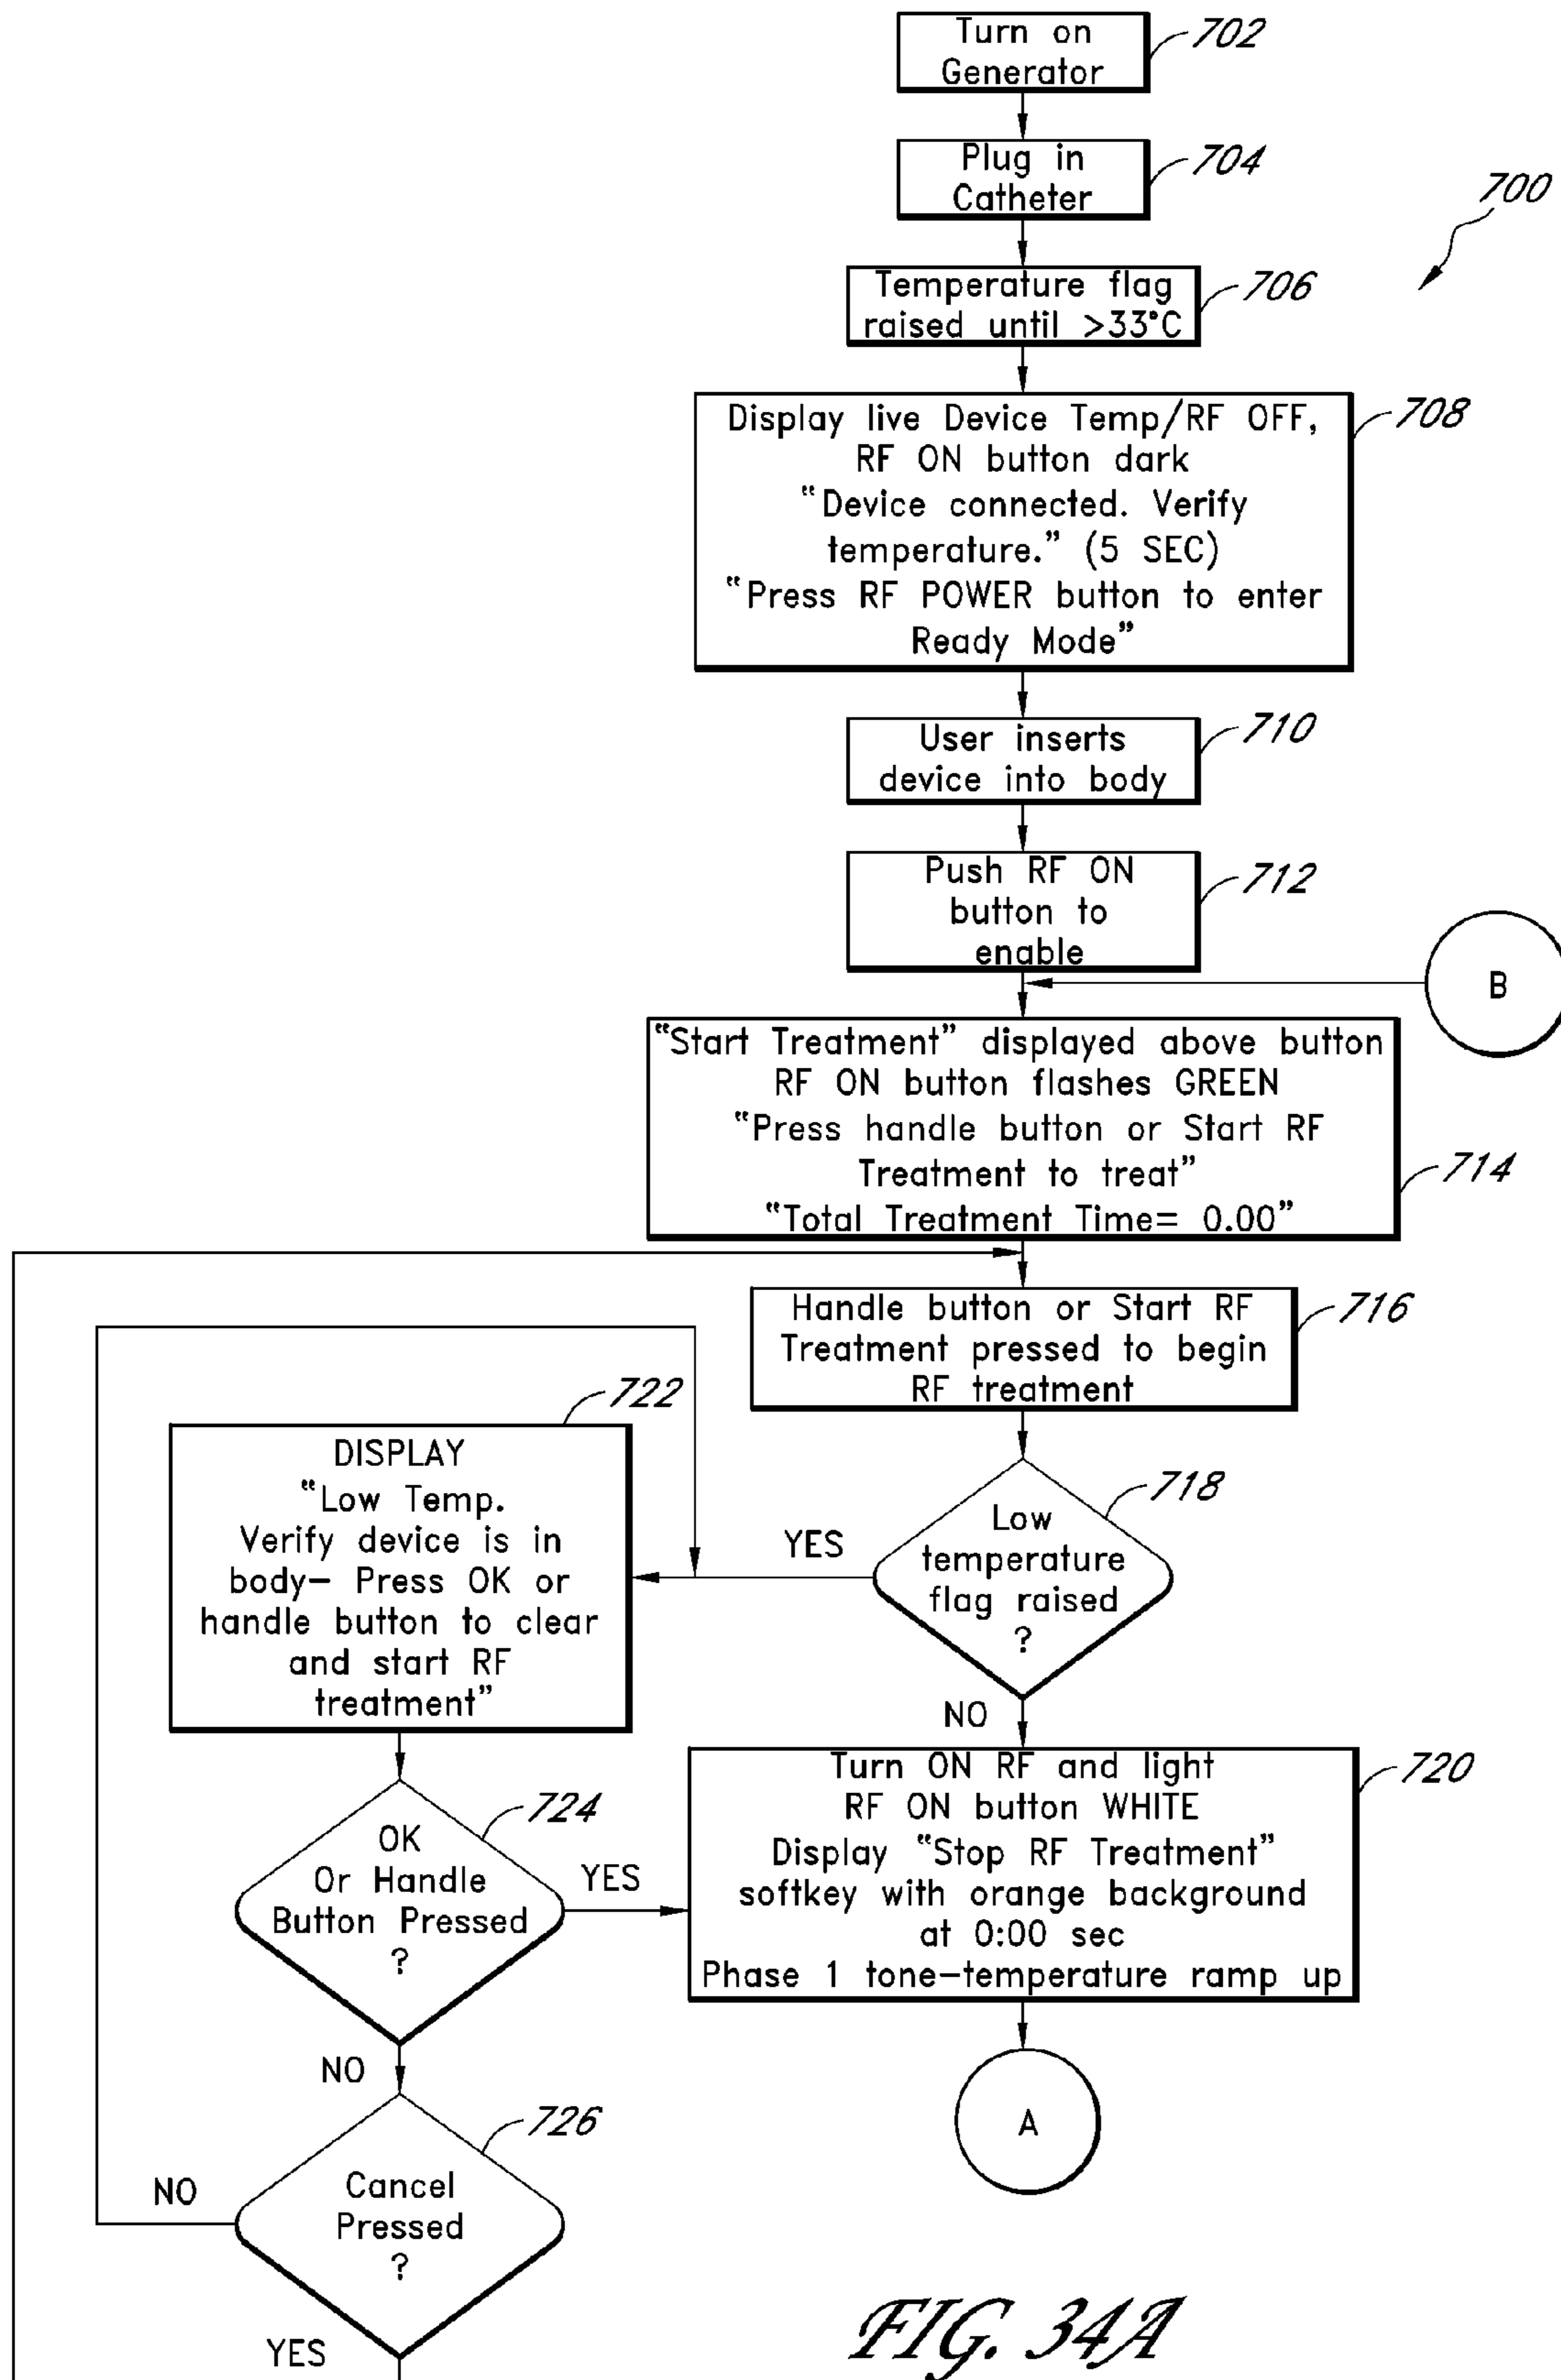 Turn on
Generator
702
Plug in
Catheter
704
700
Temperature flag
raised until >33°C
706
Display live Device Temp/RF OFF,
RF ON button dark
“Device connected. Verify
temperature.” (5 SEC)
“Press RF POWER button to enter
Ready Mode”
708
User inserts
device into body
710
Push RF ON
button to
enable
712
B
“Start Treatment” displayed above button
RF ON button flashes GREEN
“Press handle button or Start RF
Treatment to treat”
“Total Treatment Time= 0.00”
714
Handle button or Start RF
Treatment pressed to begin
RF treatment
716
Low
temperature
flag raised
?
718
YES
NO
DISPLAY
“Low Temp.
Verify device is in
body– Press OK or
handle button to clear
and start RF
treatment”
722
Turn ON RF and light
RF ON button WHITE
Display “Stop RF Treatment”
softkey with orange background
at 0:00 sec
Phase 1 tone–temperature ramp up
720
OK
Or Handle
Button Pressed
?
724
YES
NO
A
Cancel
Pressed
?
726
NO
YES
FIG. 34A